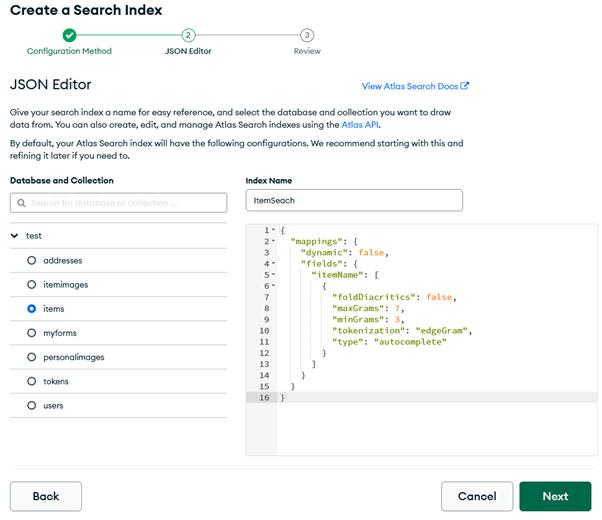 Create a Search Index
2
3
Configuration Method
JSON Editor
Review
JSON Editor
View Atlas Search Docs
Give your search index a name for easy reference, and select the database and collection you want to draw
data from. You can also create, edit, and manage Atlas Search indexes using the Atlas API.
By default, your Atlas Search index will have the following configurations. We recommend starting with this and
refining it later if you need to.
Database and Collection
Search for database or collection ...
test
addresses
itemimages
items
myforms
personalimages
tokens
users
Index Name
ItemSeach
1 {
2 "mappings": {
3 "dynamic": false,
4 "fields": {
5 "itemName": [
6 {
7 "foldDiacritics": false,
8 "maxGrams": 7,
9 "minGrams": 3,
10 "tokenization": "edgeGram",
11 "type": "autocomplete"
12 }
13 ]
14 }
15 }
16 }
Back
Cancel
Next